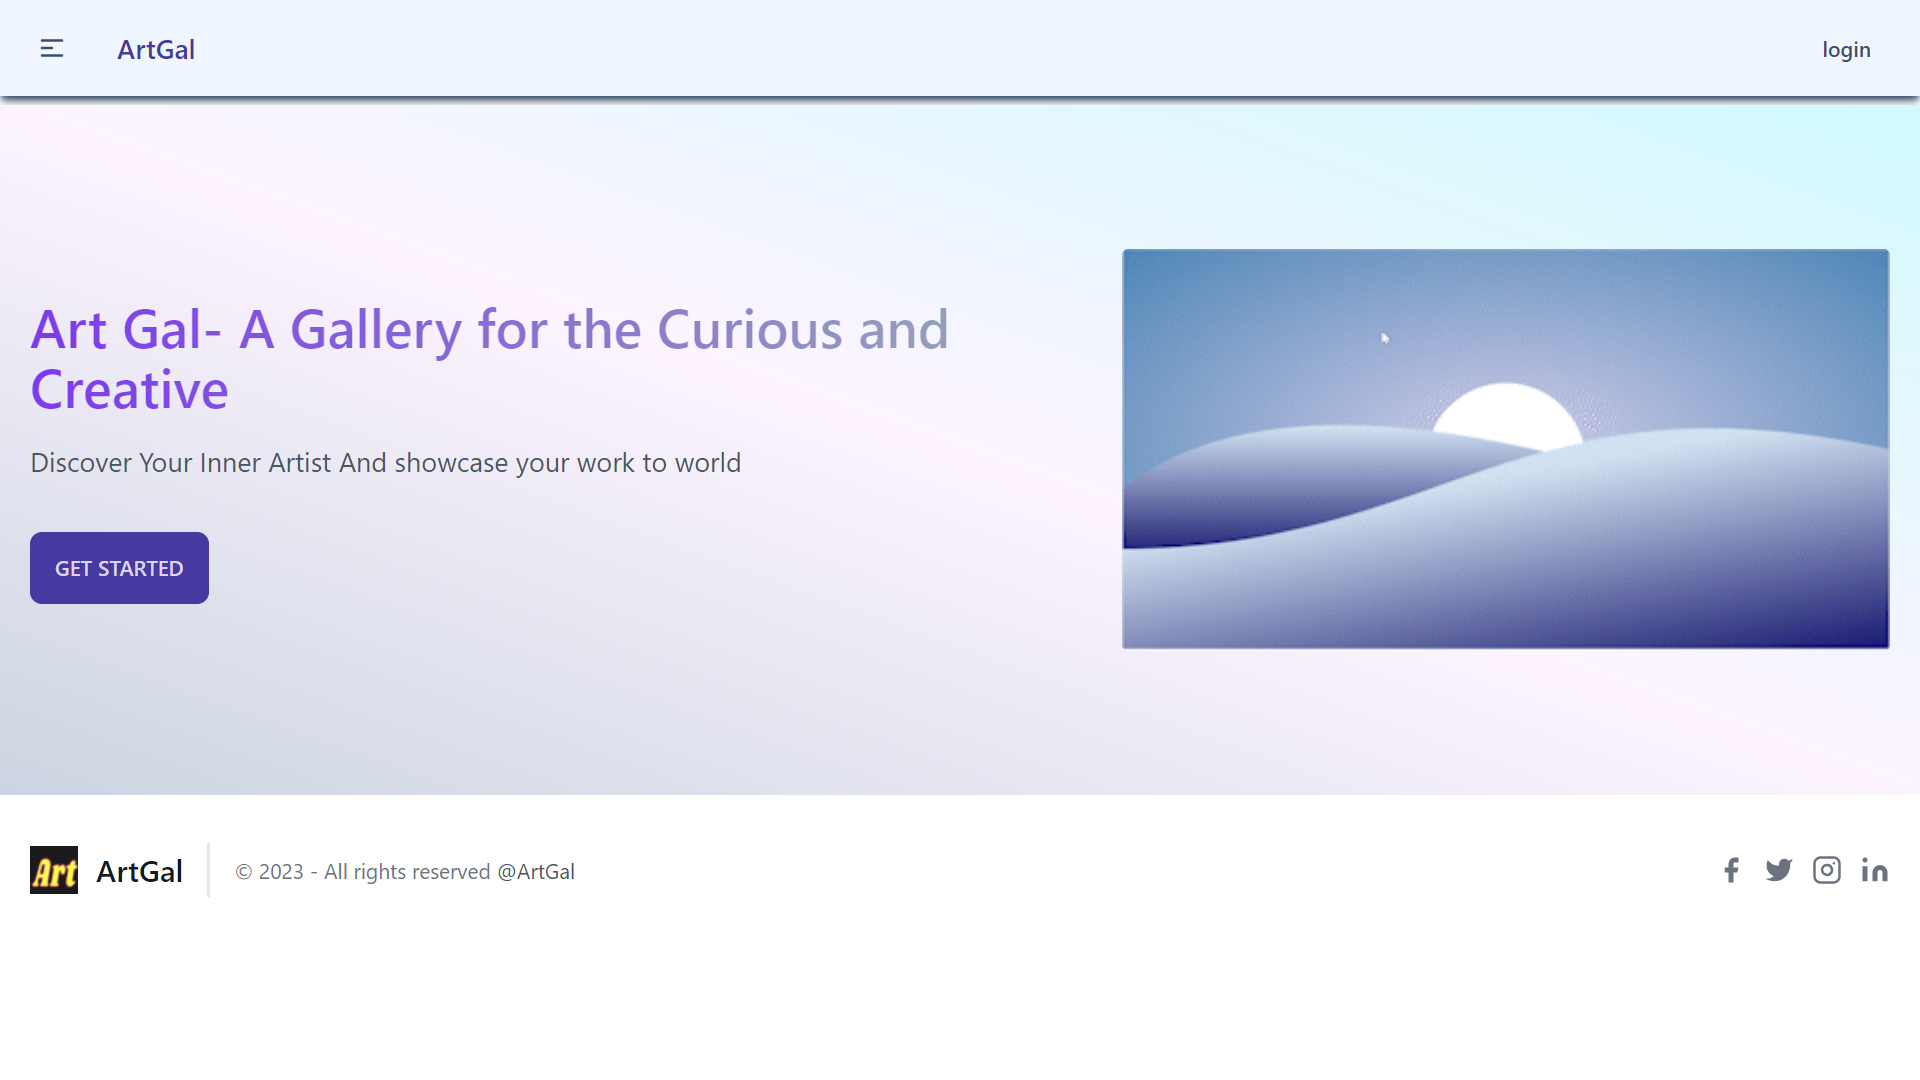 ArtGal
login
Art Gal- A Gallery for the Curious and
Creative
Discover Your Inner Artist And showcase your work to world
GET STARTED
Art
ArtGal
© 2023 - All rights reserved @ArtGal